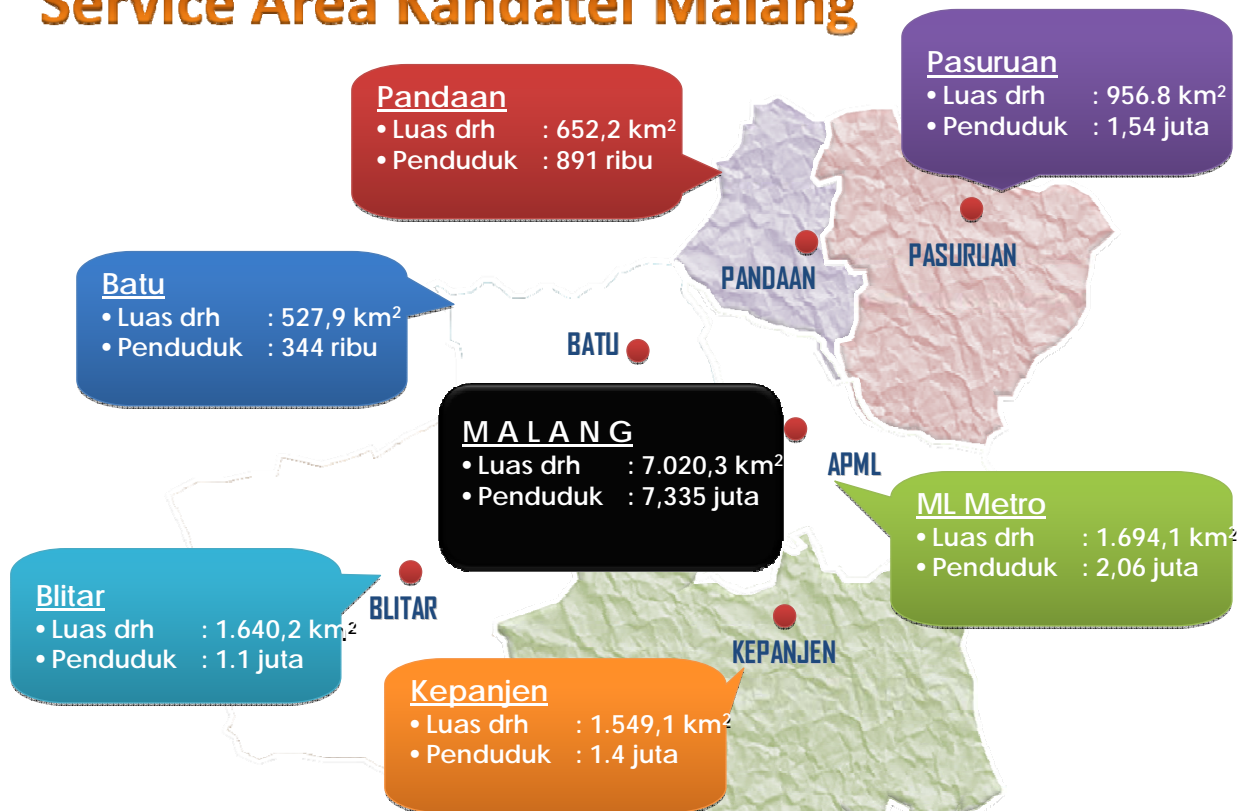 Service Area Kandatel Malang
Pasuruan
• Luas drh : 956.8 km²
• Penduduk : 1,54 juta
Pandaan
• Luas drh : 652,2 km²
• Penduduk : 891 ribu
PASURUAN
PANDAAN
Batu
• Luas drh : 527,9 km²
• Penduduk : 344 ribu
BATU
M A L A N G
• Luas drh : 7.020,3 km²
• Penduduk : 7,335 juta
APML
ML Metro
• Luas drh : 1.694,1 km²
• Penduduk : 2,06 juta
Blitar
• Luas drh : 1.640,2 km²
• Penduduk : 1.1 juta
BLITAR
KEPANJEN
Kepanjen
• Luas drh : 1.549,1 km²
• Penduduk : 1.4 juta